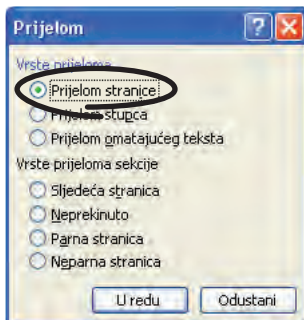 Prijelom
Vrste prijeloma
Prijelom stranice
Prijelom stupca
Prijelom omatajućeg teksta
Vrste prijeloma sekcije
Sljedeća stranica
Neprekinuto
Parna stranica
Neparna stranica
U redu Odustani